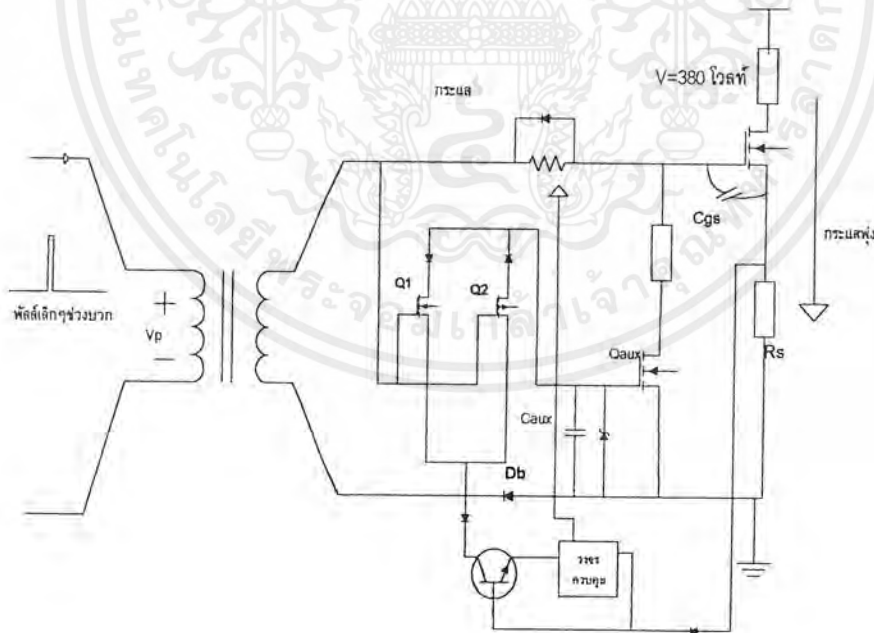 V=380 โวลท์
กระแส
Cgs
กระแสพุ่ง
Q1
Q2
พัลส์เล็กๆช่วงบวก
+
Vp
−
Qaux
Rs
Caux
Db
วงจร
ควบคุม